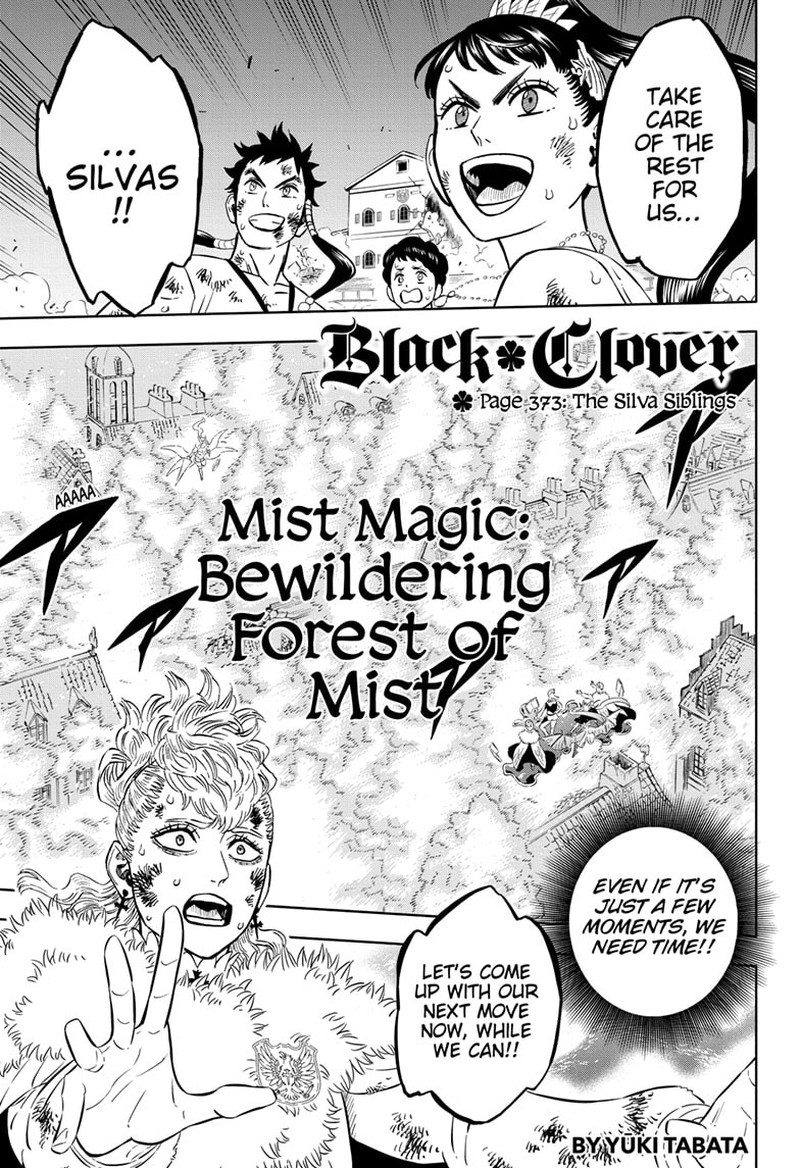 TAKE
CARE
OF THE
REST
FOR
US...
...
SILVAS
!!
Black Clover
Page 373: The Silva Siblings
AAAAA
Mist Magic:
Bewildering
Forest of
Mist
EVEN IF IT'S
JUST A FEW
MOMENTS, WE
NEED TIME!!
LET'S COME
UP WITH OUR
NEXT MOVE
NOW, WHILE
WE CAN!!
BY YUKI TABATA